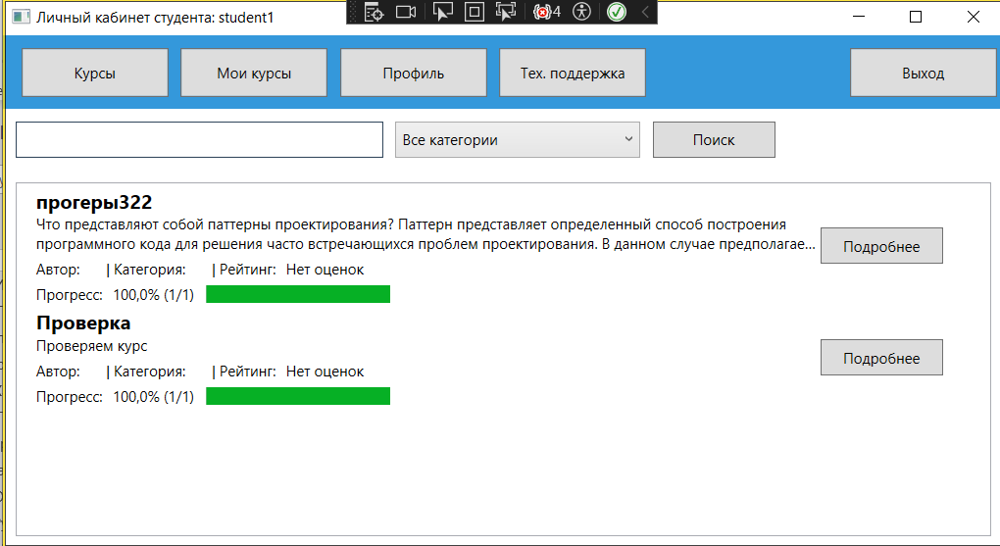 Личный кабинет студента: student1
4
Курсы
Мои курсы
Профиль
Тех. поддержка
Выход
Все категории
Поиск
прогеры322
Что представляют собой паттерны проектирования? Паттерн представляет определенный способ построения
программного кода для решения часто встречающихся проблем проектирования. В данном случае предполагае...
Подробнее
Автор: | Категория: | Рейтинг: Нет оценок
Прогресс: 100,0% (1/1)
Проверка
Проверяем курс
Подробнее
Автор: | Категория: | Рейтинг: Нет оценок
Прогресс: 100,0% (1/1)